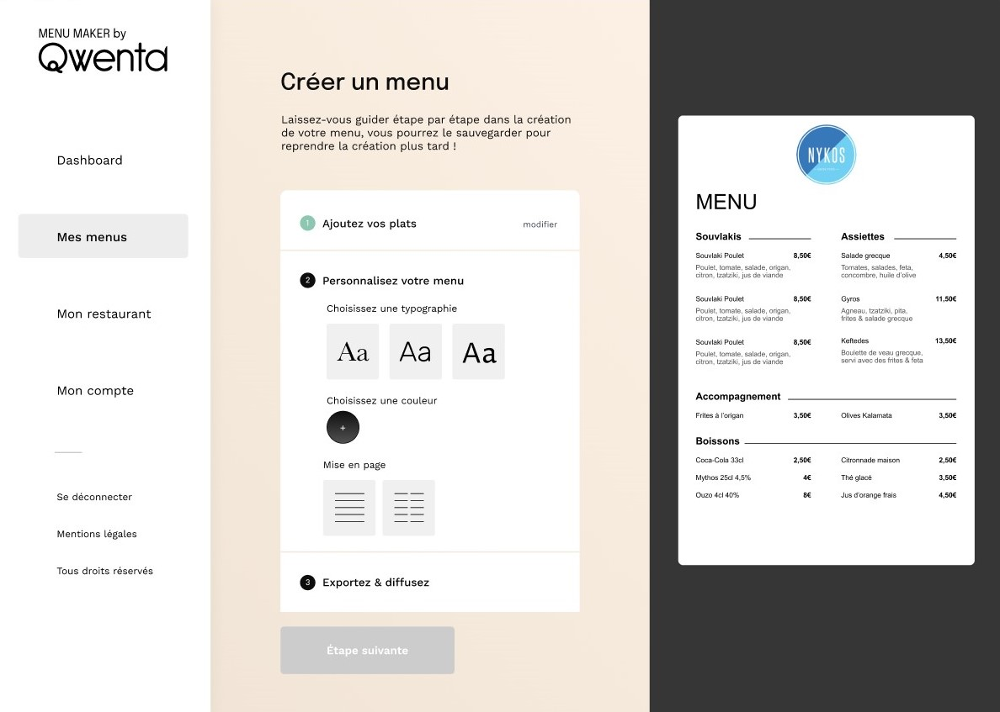 MENU MAKER by
Qwenta
Dashboard
Mes menus
Mon restaurant
Mon compte
Se déconnecter
Mentions légales
Tous droits réservés
Créer un menu
Laissez-vous guider étape par étape dans la création
de votre menu, vous pourrez le sauvegarder pour
reprendre la création plus tard !
1 Ajoutez vos plats modifier
2 Personnalisez votre menu
Choisissez une typographie
Aa Aa Aa
Choisissez une couleur
+
Mise en page
3 Exportez & diffusez
Étape suivante
NYKOS
MENU
Souvlakis
Souvlaki Poulet 8,50€
Poulet, tomate, salade, origan,
citron, tzatziki, jus de viande
Souvlaki Poulet 8,50€
Poulet, tomate, salade, origan,
citron, tzatziki, jus de viande
Souvlaki Poulet 8,50€
Poulet, tomate, salade, origan,
citron, tzatziki, jus de viande
Assiettes
Salade grecque 4,50€
Tomates, salades, feta,
concombre, huile d'olive
Gyros 11,50€
Agneau, tzatziki, pita,
frites & salade grecque
Keftedes 13,50€
Boulette de veau grecque,
servi avec des frites & feta
Accompagnement
Frites à l'origan 3,50€
Olives Kalamata 3,50€
Boissons
Coca-Cola 33cl 2,50€
Citronnade maison 2,50€
Mythos 25cl 4,5% 4€
Thé glacé 3,50€
Ouzo 4cl 40% 8€
Jus d'orange frais 4,50€